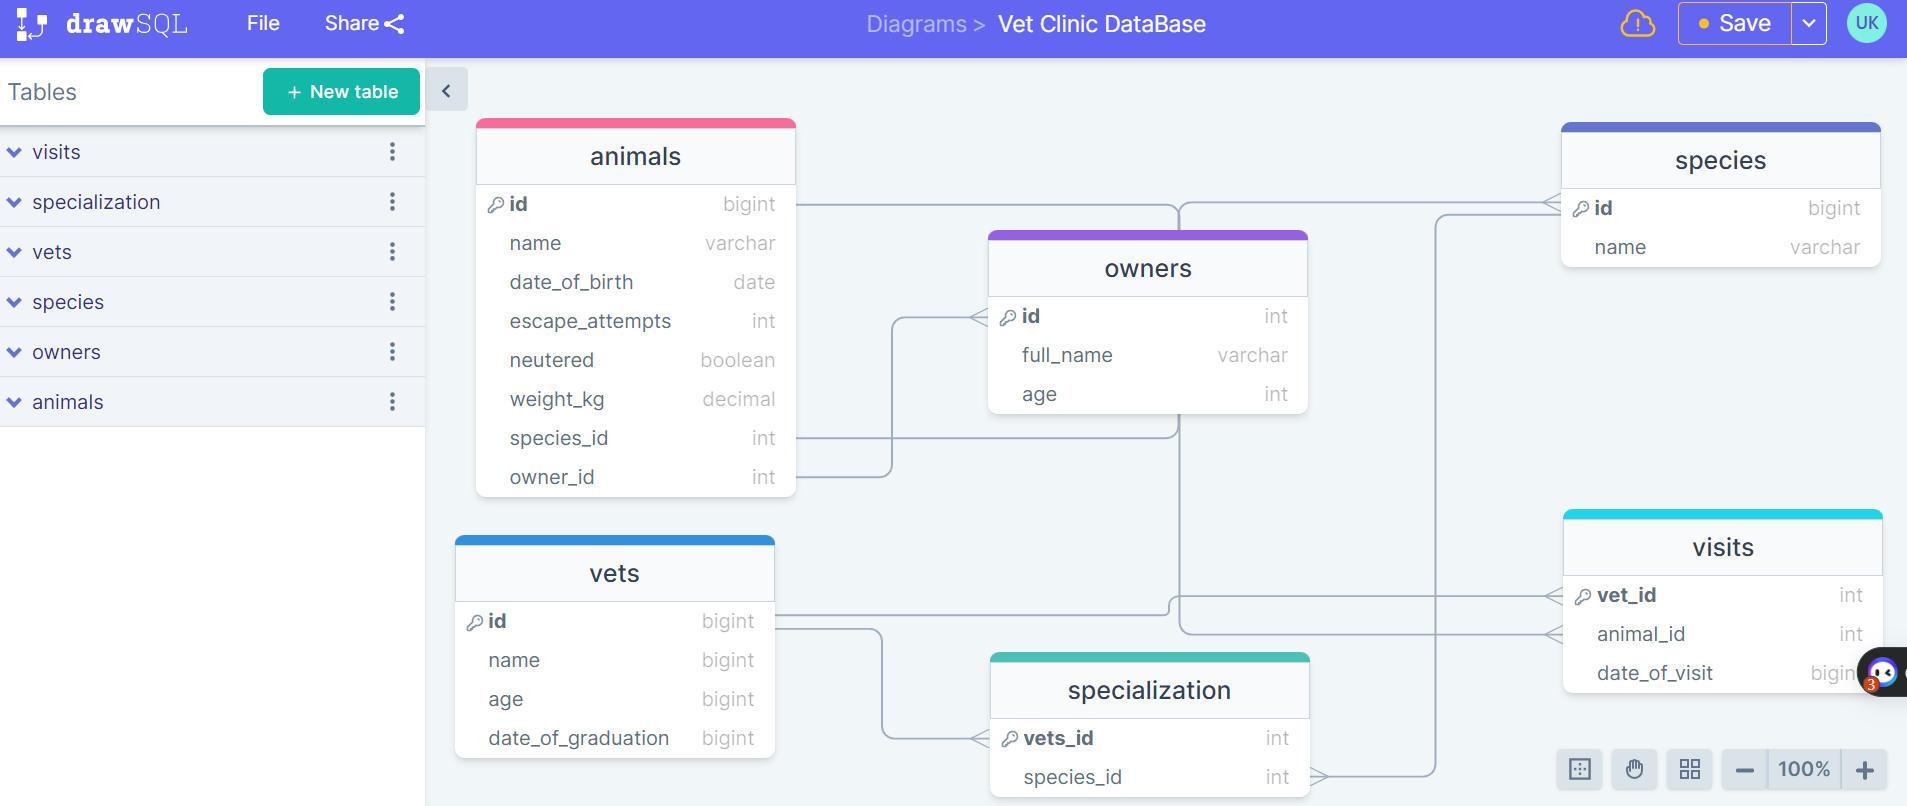 drawSQL
File
Share
Diagrams > Vet Clinic DataBase
Save
UK
Tables
+ New table
visits
specialization
vets
species
owners
animals
animals
id bigint
name varchar
date_of_birth date
escape_attempts int
neutered boolean
weight_kg decimal
species_id int
owner_id int
owners
id int
full_name varchar
age int
species
id bigint
name varchar
vets
id bigint
name bigint
age bigint
date_of_graduation bigint
specialization
vets_id int
species_id int
visits
vet_id int
animal_id int
date_of_visit
3
100%